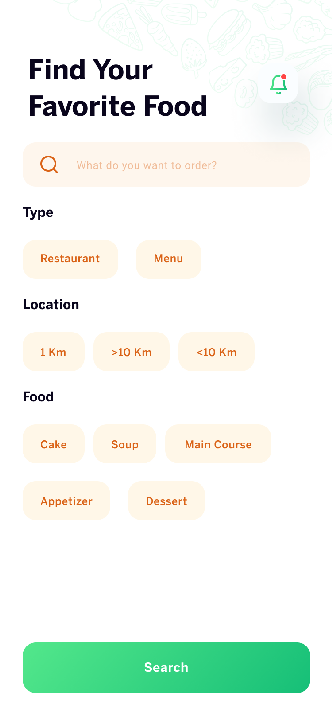 Find Your
Favorite Food
What do you want to order?
Type
Restaurant Menu
Location
1 Km >10 Km <10 Km
Food
Cake Soup Main Course
Appetizer Dessert
Search